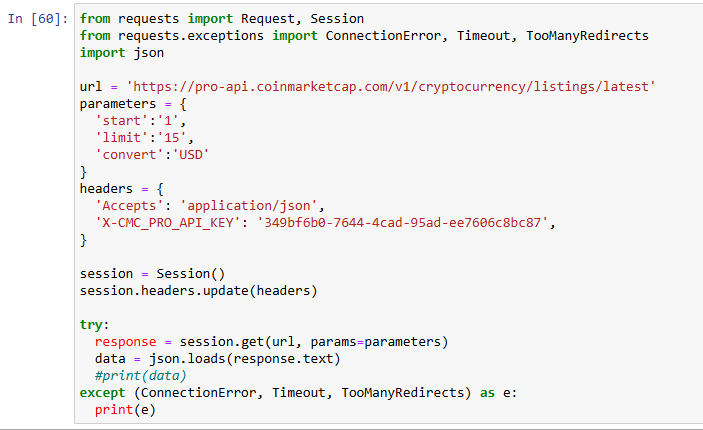 In [60]: from requests import Request, Session
from requests.exceptions import ConnectionError, Timeout, TooManyRedirects
import json

url = 'https://pro-api.coinmarketcap.com/v1/cryptocurrency/listings/latest'
parameters = {
  'start':'1',
  'limit':'15',
  'convert':'USD'
}
headers = {
  'Accepts': 'application/json',
  'X-CMC_PRO_API_KEY': '349bf6b0-7644-4cad-95ad-ee7606c8bc87',
}

session = Session()
session.headers.update(headers)

try:
  response = session.get(url, params=parameters)
  data = json.loads(response.text)
  #print(data)
except (ConnectionError, Timeout, TooManyRedirects) as e:
  print(e)